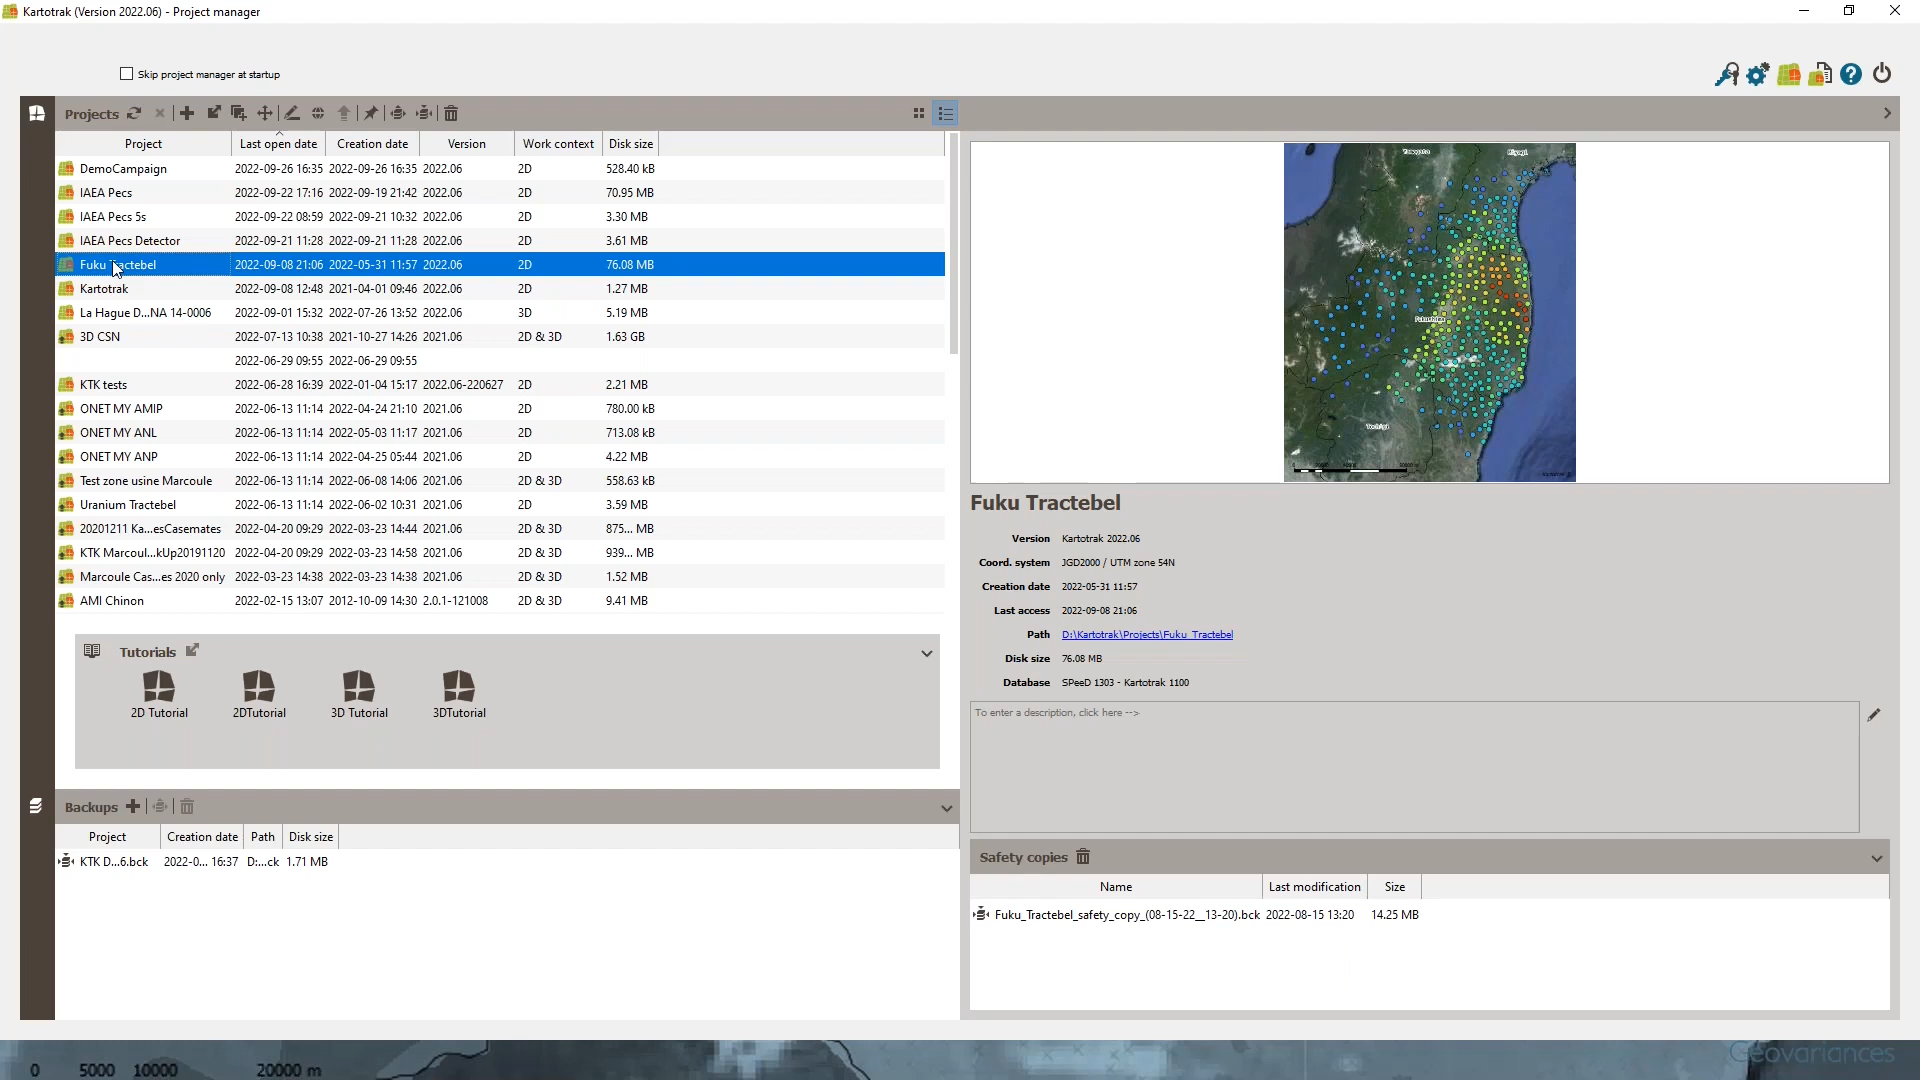 Kartotrak (Version 2022.06) - Project manager
Skip project manager at startup
Projects
Project Last open date Creation date Version Work context Disk size
DemoCampaign 2022-09-26 16:35 2022-09-26 16:35 2022.06 2D 528.40 kB
IAEA Pecs 2022-09-22 17:16 2022-09-19 21:42 2022.06 2D 70.95 MB
IAEA Pecs 5s 2022-09-22 08:59 2022-09-21 10:32 2022.06 2D 3.30 MB
IAEA Pecs Detector 2022-09-21 11:28 2022-09-21 11:28 2022.06 2D 3.61 MB
Fuku Tractebel 2022-09-08 21:06 2022-05-31 11:57 2022.06 2D 76.08 MB
Kartotrak 2022-09-08 12:48 2021-04-01 09:46 2022.06 2D 1.27 MB
La Hague D...NA 14-0006 2022-09-01 15:32 2022-07-26 13:52 2022.06 3D 5.19 MB
3D CSN 2022-07-13 10:38 2021-10-27 14:26 2021.06 2D & 3D 1.63 GB
2022-06-29 09:55 2022-06-29 09:55
KTK tests 2022-06-28 16:39 2022-01-04 15:17 2022.06-220627 2D 2.21 MB
ONET MY AMIP 2022-06-13 11:14 2022-04-24 21:10 2021.06 2D 780.00 kB
ONET MY ANL 2022-06-13 11:14 2022-05-03 11:17 2021.06 2D 713.08 kB
ONET MY ANP 2022-06-13 11:14 2022-04-25 05:44 2021.06 2D 4.22 MB
Test zone usine Marcoule 2022-06-13 11:14 2022-06-08 14:06 2021.06 2D & 3D 558.63 kB
Uranium Tractebel 2022-06-13 11:14 2022-06-02 10:31 2021.06 2D 3.59 MB
20201211 Ka...esCasemates 2022-04-20 09:29 2022-03-23 14:44 2021.06 2D & 3D 875... MB
KTK Marcoul...kUp20191120 2022-04-20 09:29 2022-03-23 14:58 2021.06 2D & 3D 939... MB
Marcoule Cas...es 2020 only 2022-03-23 14:38 2022-03-23 14:38 2021.06 2D & 3D 1.52 MB
AMI Chinon 2022-02-15 13:07 2012-10-09 14:30 2.0.1-121008 2D & 3D 9.41 MB
Tutorials
2D Tutorial 2DTutorial 3D Tutorial 3DTutorial
Backups
Project Creation date Path Disk size
KTK D...6.bck 2022-0... 16:37 D:...ck 1.71 MB
Fukushima
Tochigi
Fuku Tractebel
Version Kartotrak 2022.06
Coord. system JGD2000 / UTM zone 54N
Creation date 2022-05-31 11:57
Last access 2022-09-08 21:06
Path D:\Kartotrak\Projects\Fuku_Tractebel
Disk size 76.08 MB
Database SPeeD 1303 - Kartotrak 1100
To enter a description, click here -->
Safety copies
Name Last modification Size
Fuku_Tractebel_safety_copy_(08-15-22__13-20).bck 2022-08-15 13:20 14.25 MB
0 5000 10000 20000 m
Geovariances